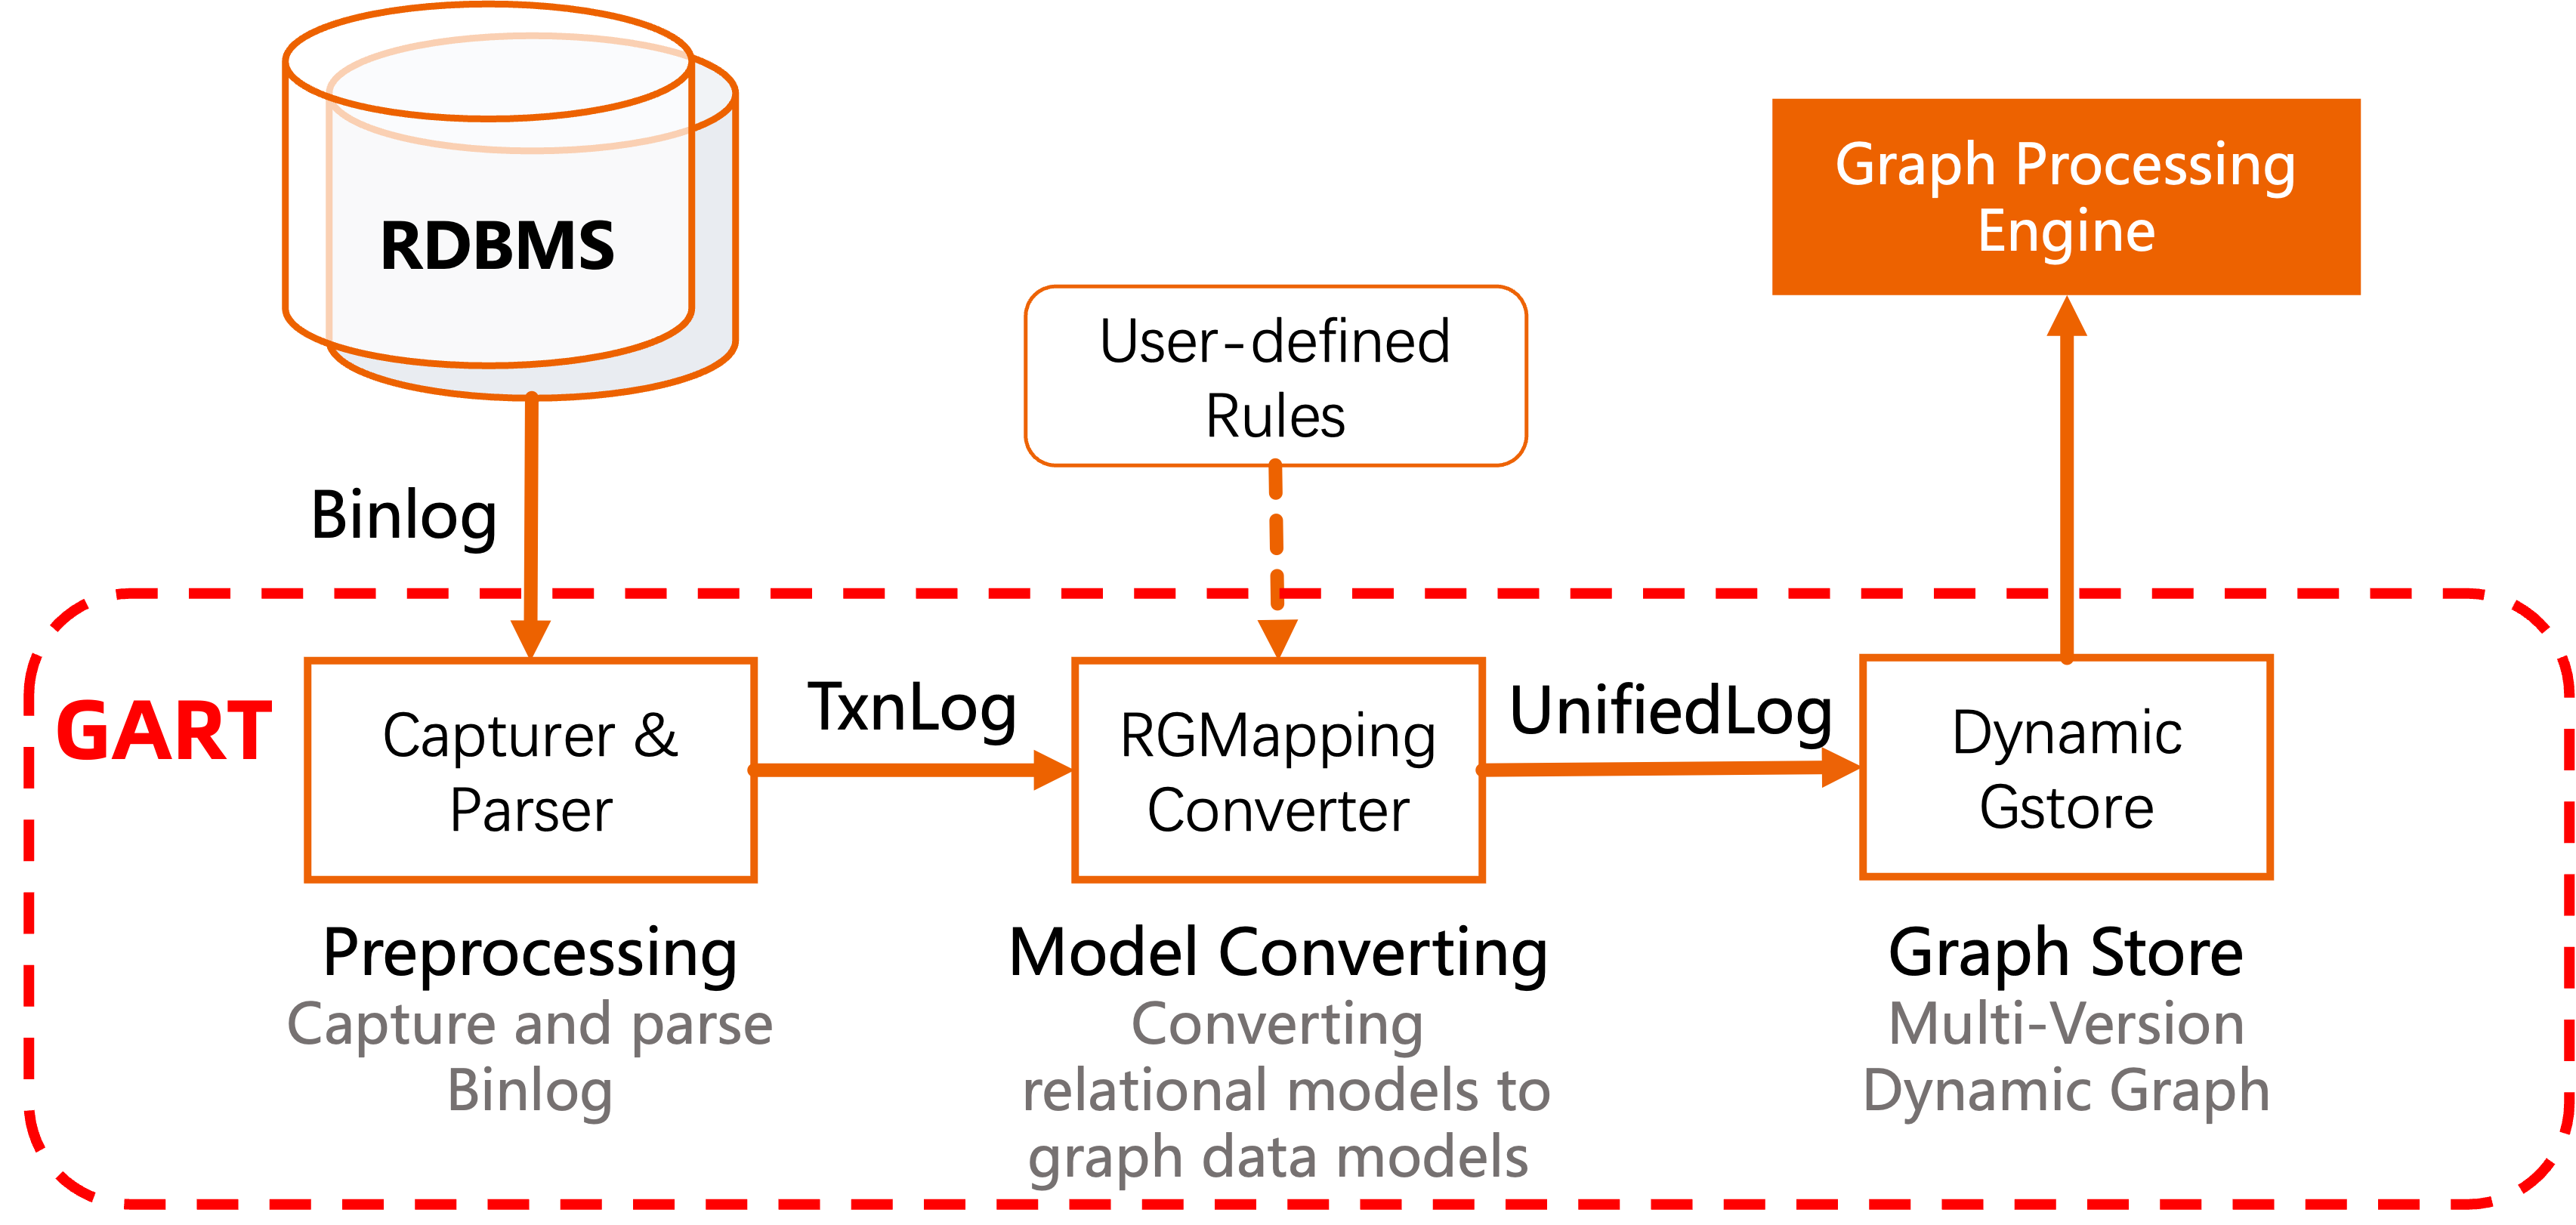 RDBMS
Graph Processing
Engine
User-defined
Rules
Binlog
GART
Capturer &
Parser
TxnLog
RGMapping
Converter
UnifiedLog
Dynamic
Gstore
Preprocessing
Capture and parse
Binlog
Model Converting
Converting
relational models to
graph data models
Graph Store
Multi-Version
Dynamic Graph